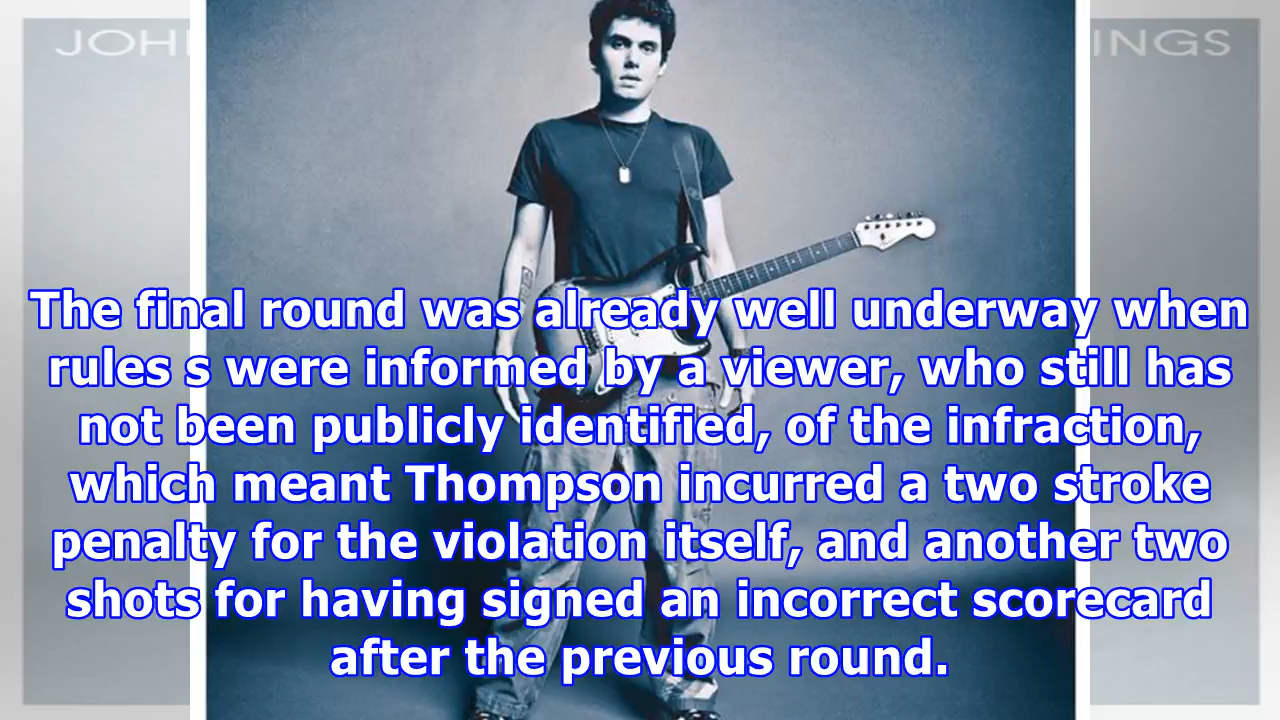 JOH
INGS
The final round was already well underway when
rules s were informed by a viewer, who still has
not been publicly identified, of the infraction,
which meant Thompson incurred a two stroke
penalty for the violation itself, and another two
shots for having signed an incorrect scorecard
after the previous round.